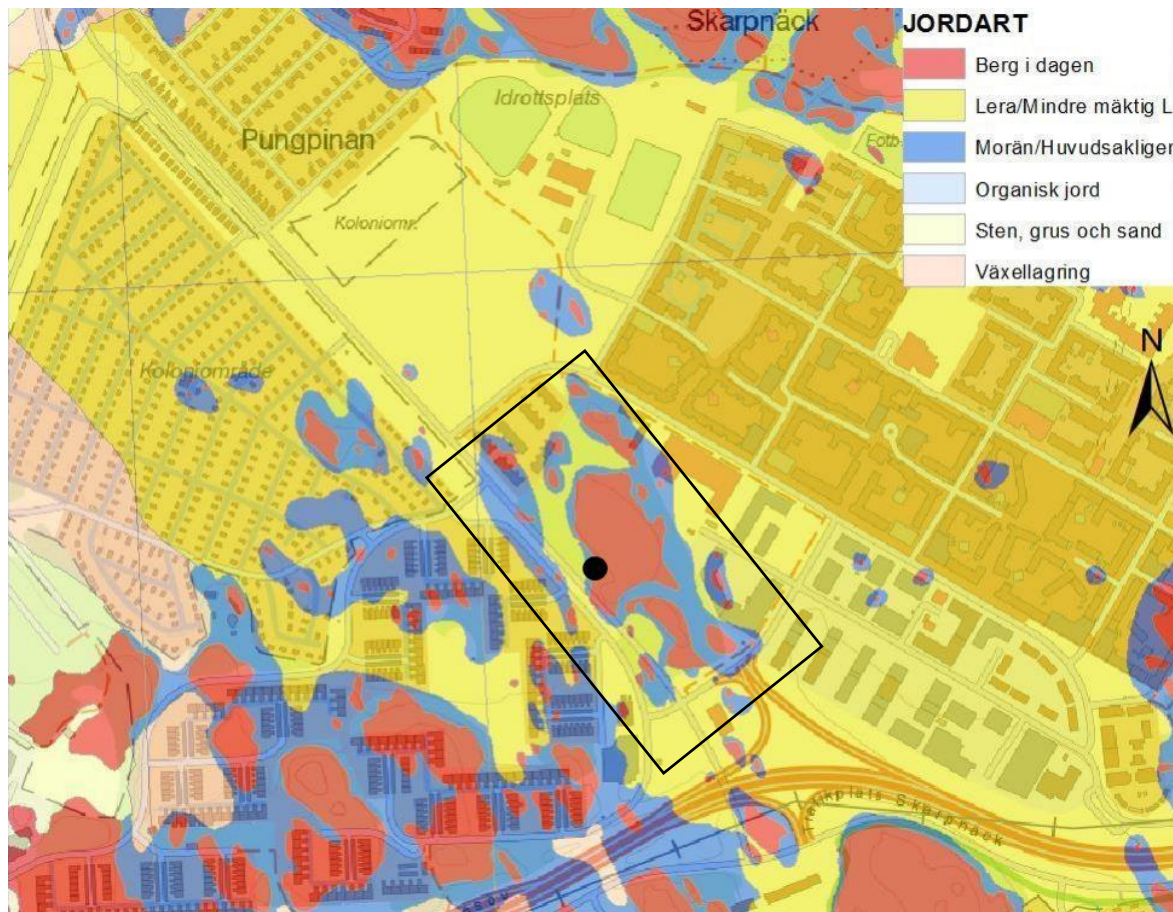 Skarpnäck
JORDART
Berg i dagen
Lera/Mindre mäktig L
Morän/Huvudsakligen
Organisk jord
Sten, grus och sand
Växellagring
Idrottsplats
Pungpinan
Fotb
Koloniomr.
N
Koloniområde
Trafikplats Skarpnäck